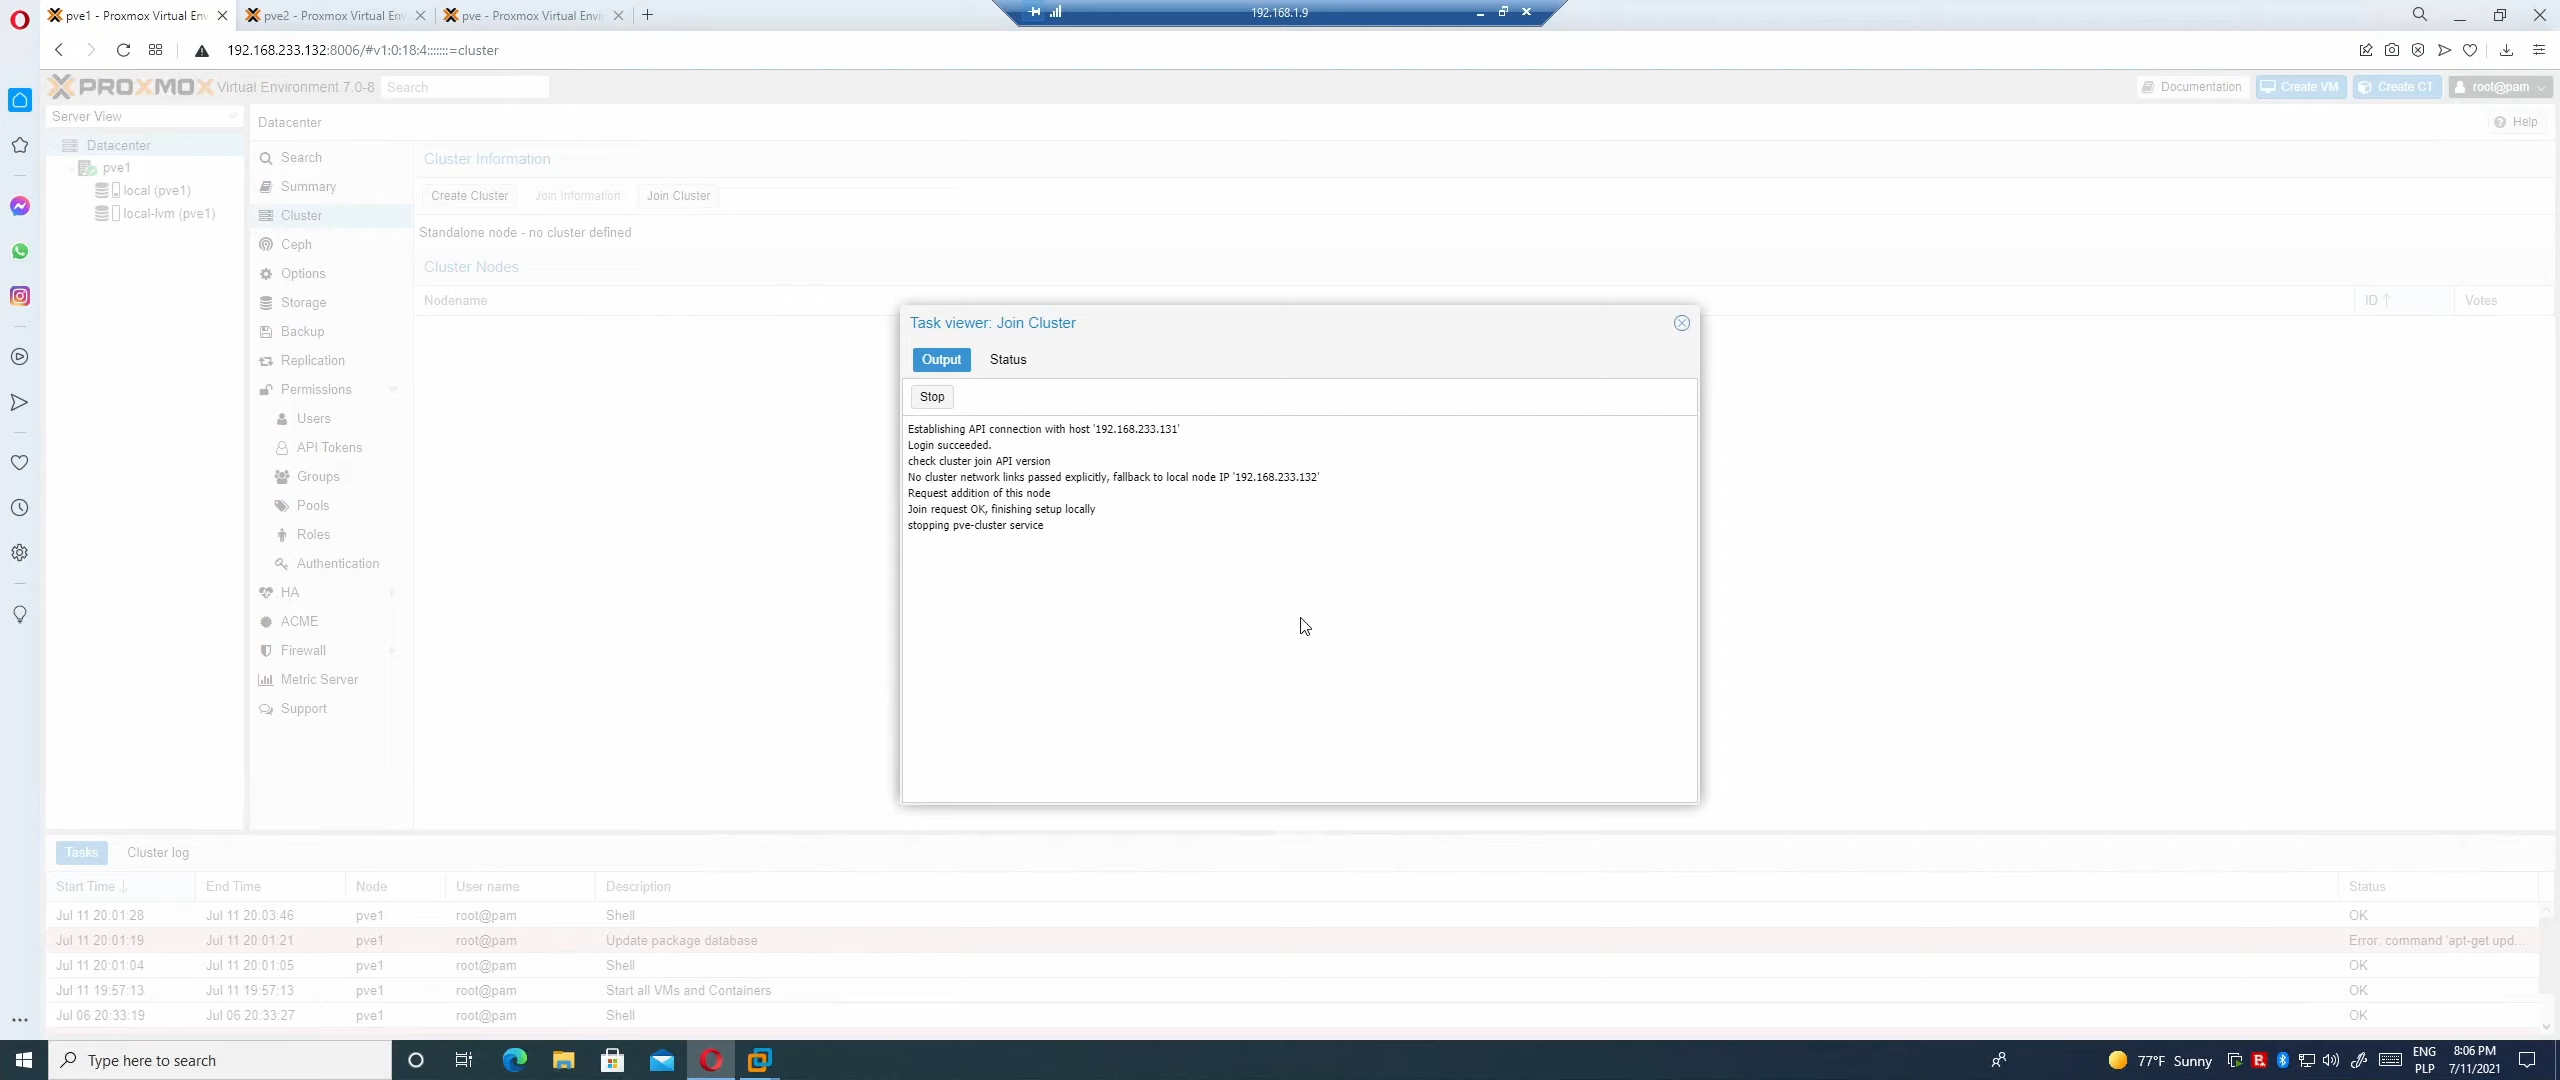 pve1 - Proxmox Virtual Env
pve2 - Proxmox Virtual Env
pve - Proxmox Virtual Envi
192.168.1.9
192.168.233.132:8006/#v1:0:18:4:::::::=cluster
PROXMOX Virtual Environment 7.0-8
Search
Documentation
Create VM
Create CT
root@pam
Server View
Datacenter
Help
Datacenter
pve1
local (pve1)
local-lvm (pve1)
Search
Summary
Cluster
Ceph
Options
Storage
Backup
Replication
Permissions
Users
API Tokens
Groups
Pools
Roles
Authentication
HA
ACME
Firewall
Metric Server
Support
Cluster Information
Create Cluster
Join Information
Join Cluster
Standalone node - no cluster defined
Cluster Nodes
Nodename
ID
Votes
Task viewer: Join Cluster
Output
Status
Stop
Establishing API connection with host '192.168.233.131'
Login succeeded.
check cluster join API version
No cluster network links passed explicitly, fallback to local node IP '192.168.233.132'
Request addition of this node
Join request OK, finishing setup locally
stopping pve-cluster service
Tasks
Cluster log
Start Time End Time Node User name Description Status
Jul 11 20:01:28 Jul 11 20:03:46 pve1 root@pam Shell OK
Jul 11 20:01:19 Jul 11 20:01:21 pve1 root@pam Update package database Error: command 'apt-get upd...
Jul 11 20:01:04 Jul 11 20:01:05 pve1 root@pam Shell OK
Jul 11 19:57:13 Jul 11 19:57:13 pve1 root@pam Start all VMs and Containers OK
Jul 06 20:33:19 Jul 06 20:33:27 pve1 root@pam Shell OK
Type here to search
77°F Sunny
ENG
PLP
8:06 PM
7/11/2021